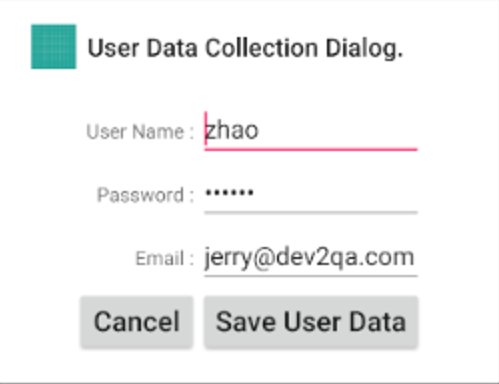 User Data Collection Dialog.
User Name : zhao
Password : ••••••
Email : jerry@dev2qa.com
Cancel Save User Data